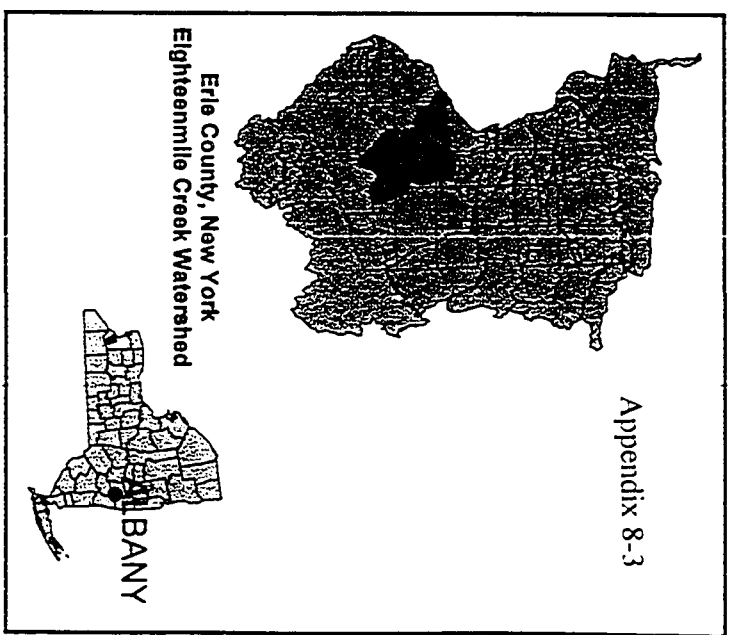 Appendix 8-3
Erie County, New York
Eighteenmile Creek Watershed
ALBANY